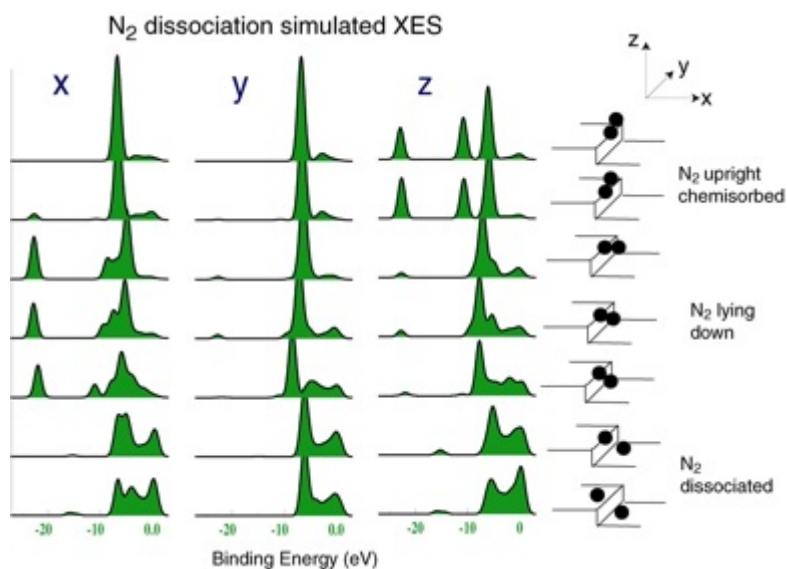 N2 dissociation simulated XES
x y z
z
y
x
N2 upright
chemisorbed
N2 lying
down
N2
dissociated
-20 -10 0.0 -20 -10 0.0 -20 -10 0
Binding Energy (eV)